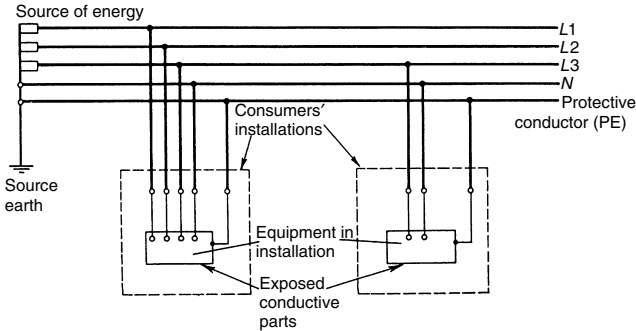 Source of energy
L1
L2
L3
N
Protective
conductor (PE)
Consumers'
installations
Source
earth
Equipment in
installation
Exposed
conductive
parts